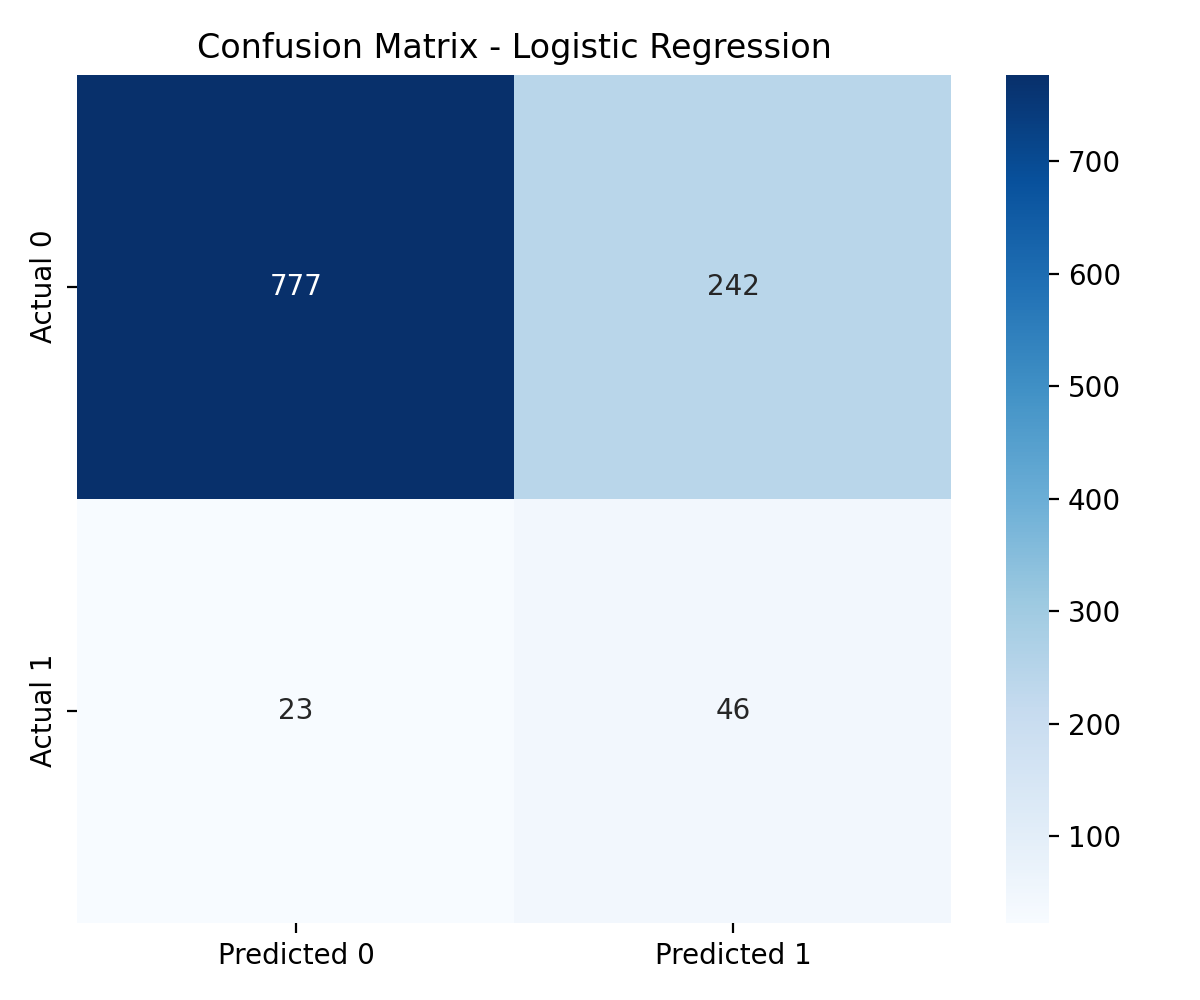 Confusion Matrix - Logistic Regression
Actual 0
777
242
Actual 1
23
46
Predicted 0
Predicted 1
700
600
500
400
300
200
100